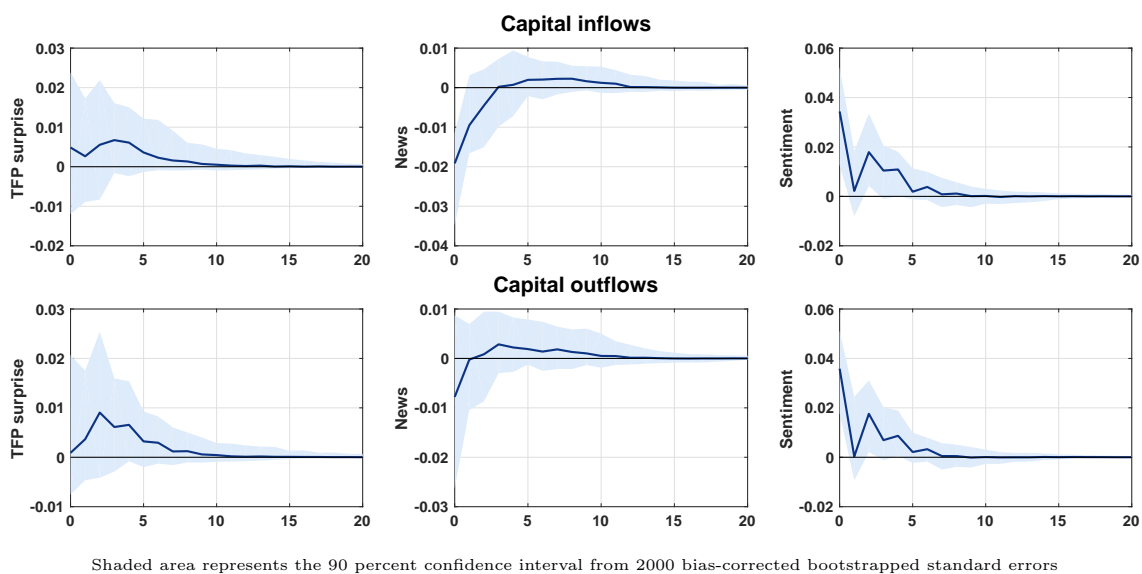 Capital inflows
TFP surprise
0.03
0.02
0.01
0
-0.01
-0.02
0 5 10 15 20
News
0.01
0
-0.01
-0.02
-0.03
-0.04
0 5 10 15 20
Sentiment
0.06
0.04
0.02
0
-0.02
0 5 10 15 20
Capital outflows
TFP surprise
0.03
0.02
0.01
0
-0.01
0 5 10 15 20
News
0.01
0
-0.01
-0.02
-0.03
0 5 10 15 20
Sentiment
0.06
0.04
0.02
0
-0.02
0 5 10 15 20
Shaded area represents the 90 percent confidence interval from 2000 bias-corrected bootstrapped standard errors